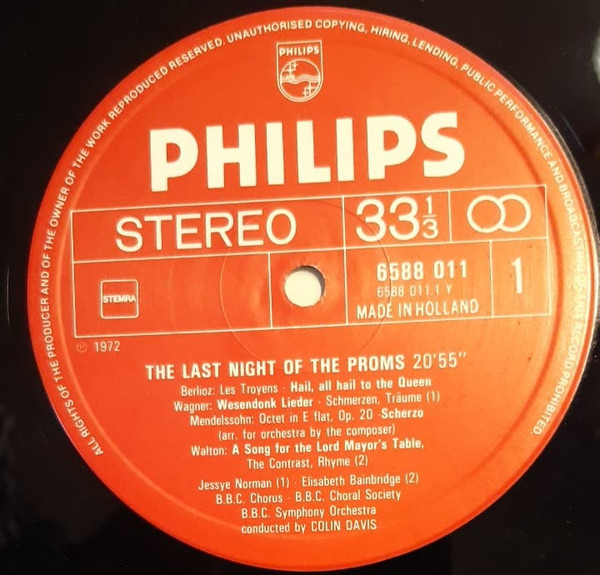 ALL RIGHTS OF THE PRODUCER AND OF THE OWNER OF THE WORK REPRODUCED RESERVED. UNAUTHORISED COPYING, HIRING, LENDING, PUBLIC PERFORMANCE AND BROADCASTING OF THIS RECORD PROHIBITED.
PHILIPS
PHILIPS
STEREO 33 1/3
STEMRA
6588 011
6588 011.1 Y
MADE IN HOLLAND
1
℗ 1972
THE LAST NIGHT OF THE PROMS 20'55"
Berlioz: Les Troyens · Hail, all hail to the Queen
Wagner: Wesendonk Lieder · Schmerzen, Träume (1)
Mendelssohn: Octet in E flat, Op. 20 · Scherzo
(arr. for orchestra by the composer)
Walton: A Song for the Lord Mayor's Table,
The Contrast, Rhyme (2)
Jessye Norman (1) · Elisabeth Bainbridge (2)
B.B.C. Chorus · B.B.C. Choral Society
B.B.C. Symphony Orchestra
conducted by COLIN DAVIS